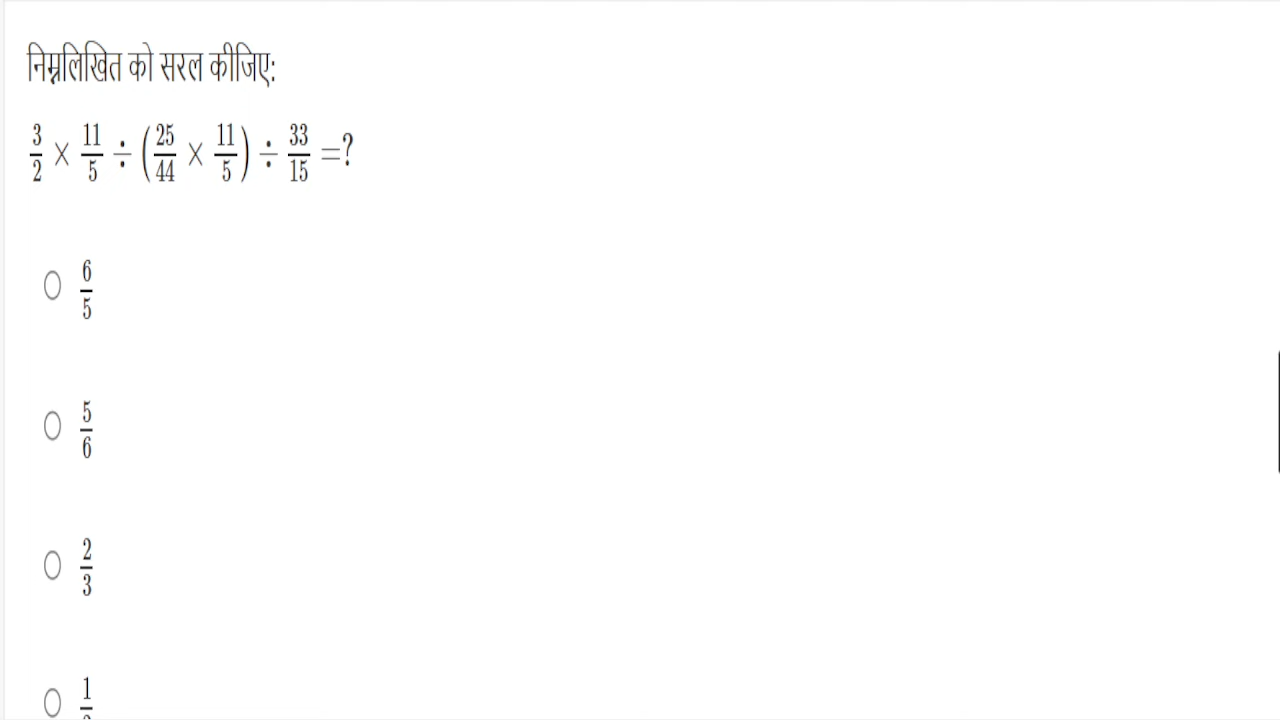 निम्नलिखित को सरल कीजिए:
3/2 × 11/5 ÷ (25/44 × 11/5) ÷ 33/15 =?
6/5
5/6
2/3
1